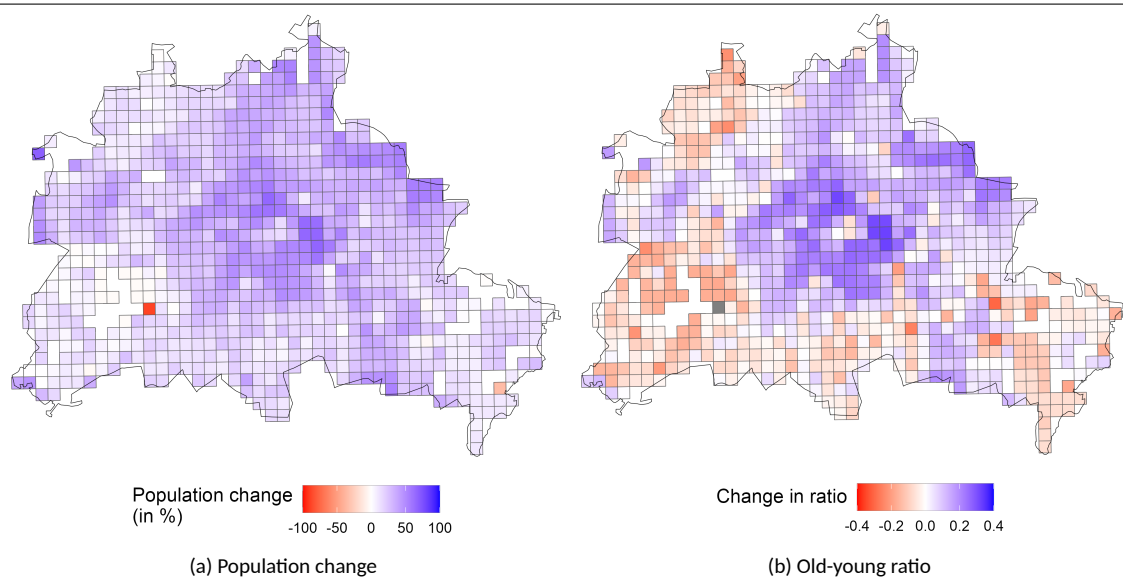 Population change
(in %)
-100 -50 0 50 100
(a) Population change
Change in ratio
-0.4 -0.2 0.0 0.2 0.4
(b) Old-young ratio